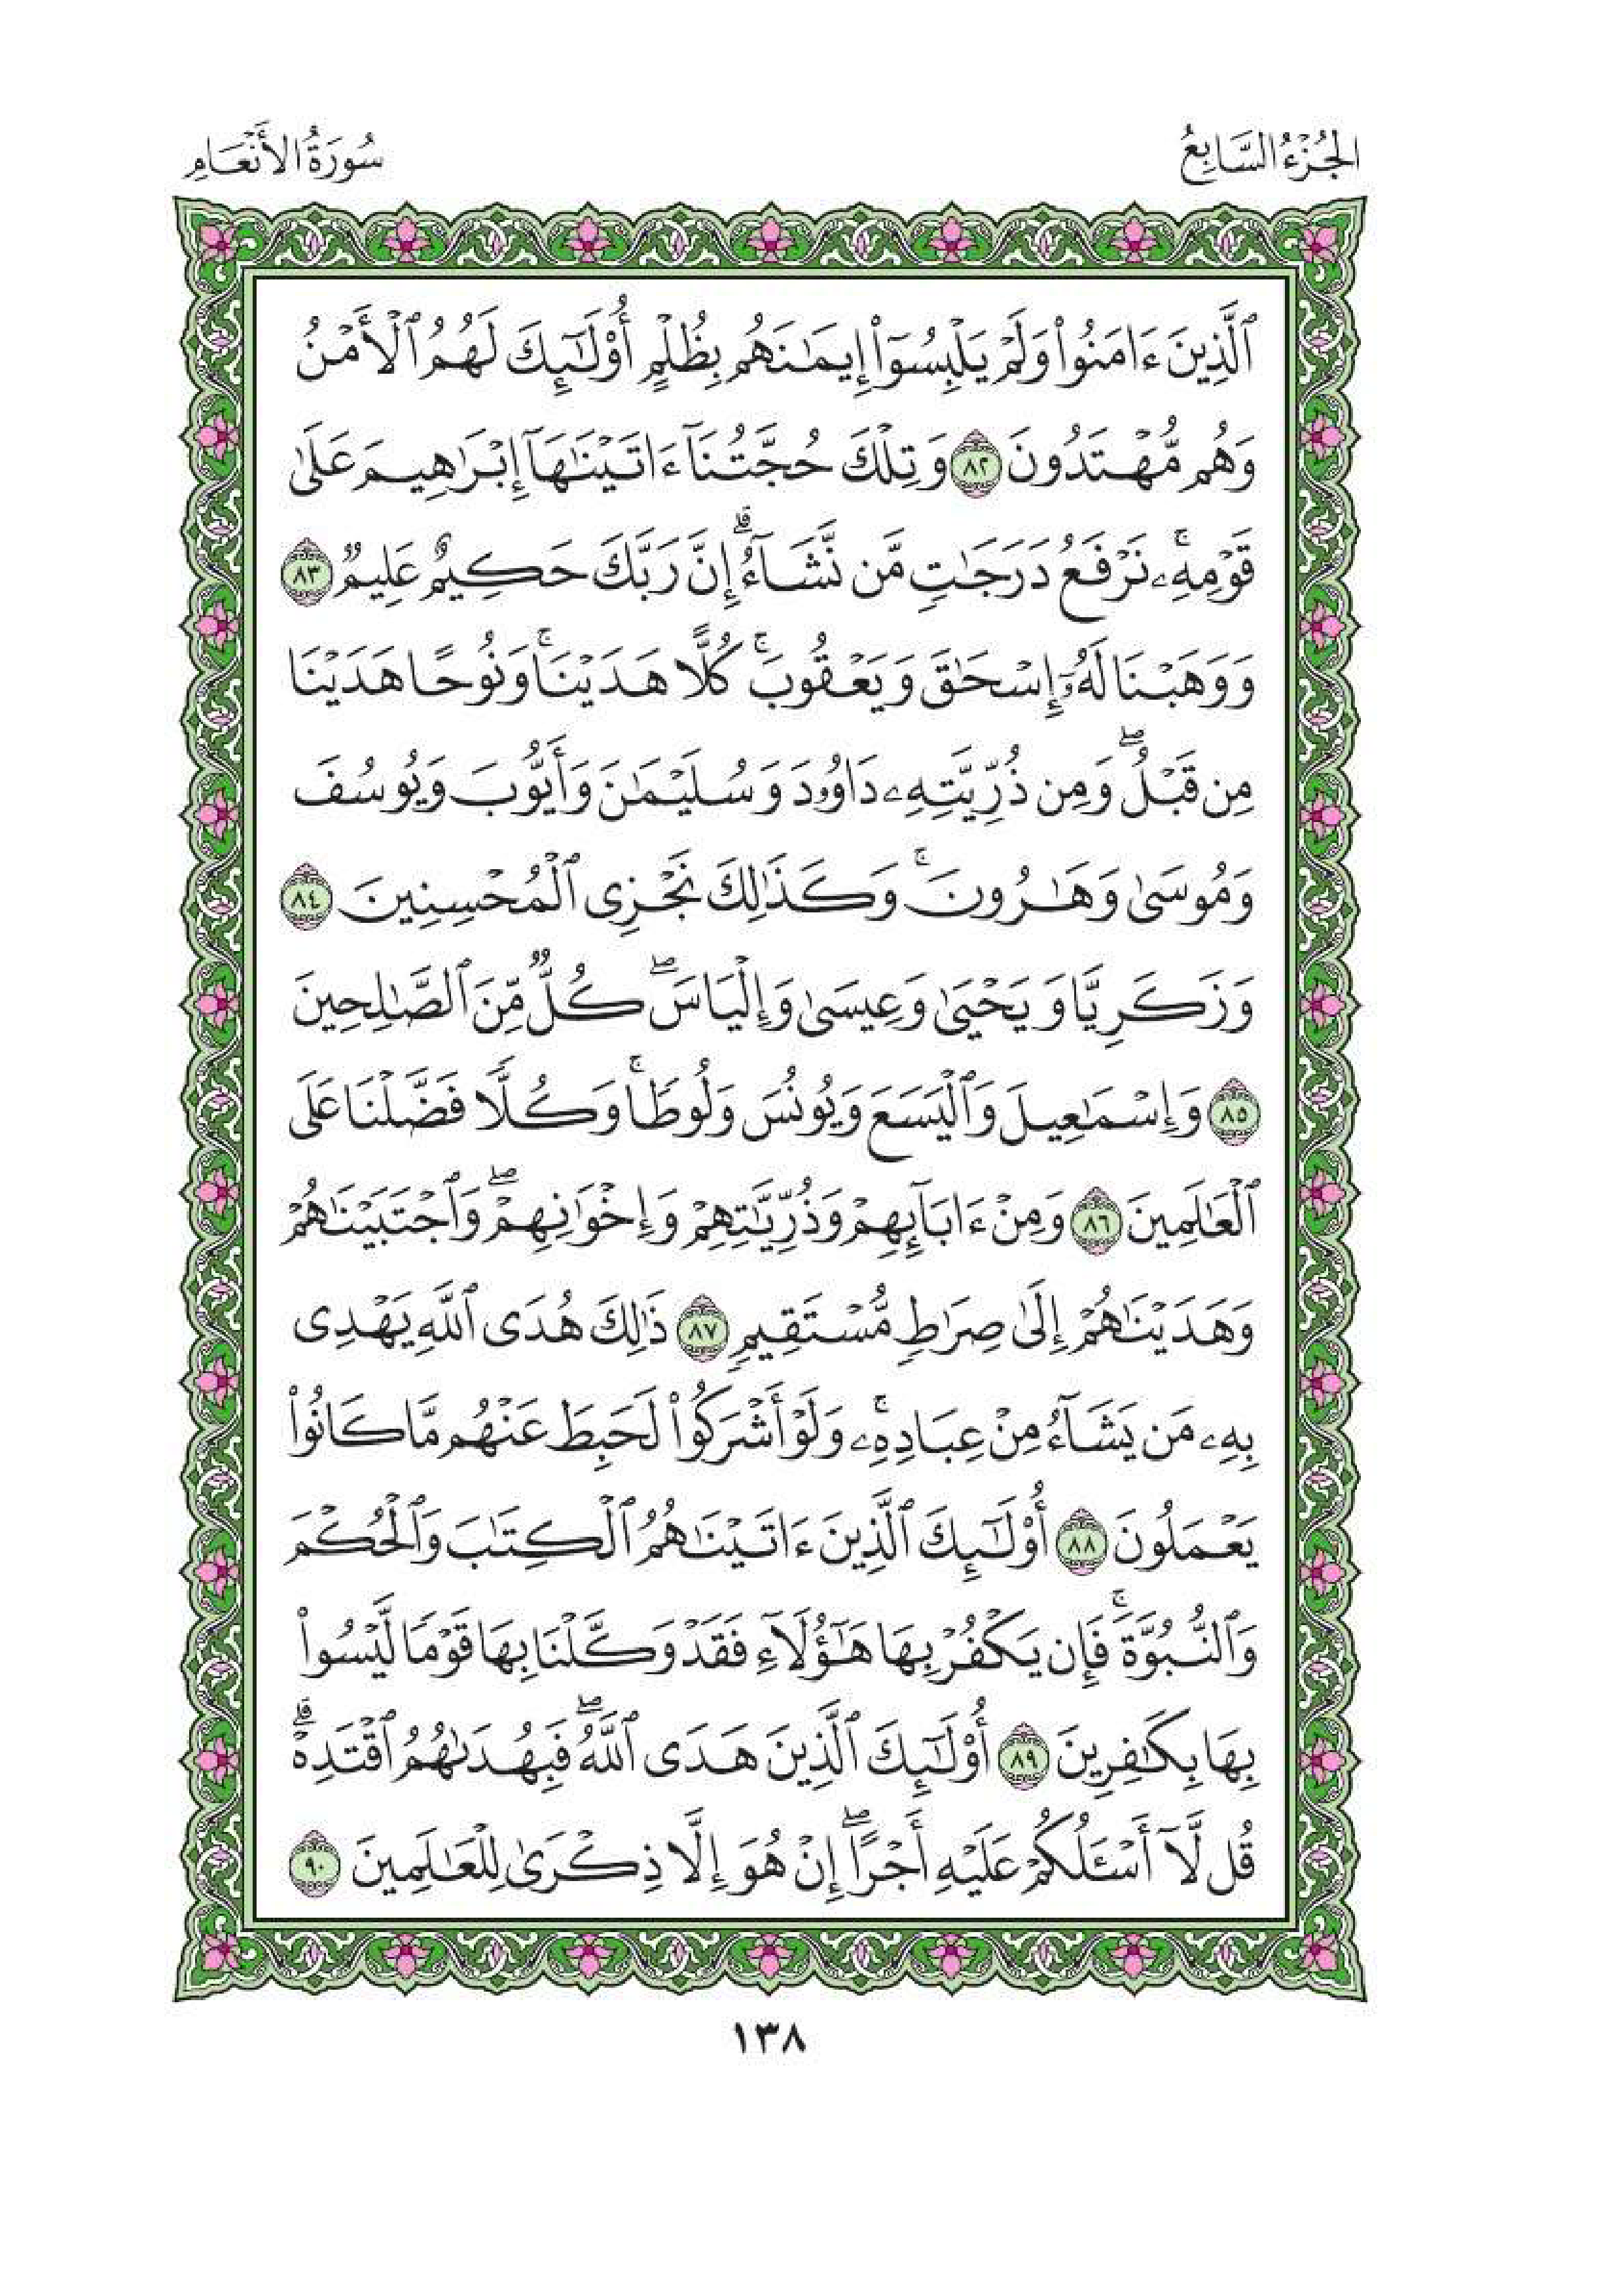 الجُزْءُ السَّابِعُ
سُورَةُ الأَنْعَامِ
ٱلَّذِينَ ءَامَنُوا۟ وَلَمْ يَلْبِسُوٓا۟ إِيمَـٰنَهُم بِظُلْمٍ أُو۟لَـٰٓئِكَ لَهُمُ ٱلْأَمْنُ
وَهُم مُّهْتَدُونَ ٨٢ وَتِلْكَ حُجَّتُنَآ ءَاتَيْنَـٰهَآ إِبْرَٰهِيمَ عَلَىٰ
قَوْمِهِۦ ۚ نَرْفَعُ دَرَجَـٰتٍ مَّن نَّشَآءُ ۗ إِنَّ رَبَّكَ حَكِيمٌ عَلِيمٌ ٨٣
وَوَهَبْنَا لَهُۥٓ إِسْحَـٰقَ وَيَعْقُوبَ ۚ كُلًّا هَدَيْنَا ۚ وَنُوحًا هَدَيْنَا
مِن قَبْلُ ۖ وَمِن ذُرِّيَّتِهِۦ دَاوُۥدَ وَسُلَيْمَـٰنَ وَأَيُّوبَ وَيُوسُفَ
وَمُوسَىٰ وَهَـٰرُونَ ۚ وَكَذَٰلِكَ نَجْزِى ٱلْمُحْسِنِينَ ٨٤
وَزَكَرِيَّا وَيَحْيَىٰ وَعِيسَىٰ وَإِلْيَاسَ ۖ كُلٌّ مِّنَ ٱلصَّـٰلِحِينَ
٨٥ وَإِسْمَـٰعِيلَ وَٱلْيَسَعَ وَيُونُسَ وَلُوطًا ۚ وَكُلًّا فَضَّلْنَا عَلَى
ٱلْعَـٰلَمِينَ ٨٦ وَمِنْ ءَابَآئِهِمْ وَذُرِّيَّـٰتِهِمْ وَإِخْوَٰنِهِمْ ۖ وَٱجْتَبَيْنَـٰهُمْ
وَهَدَيْنَـٰهُمْ إِلَىٰ صِرَٰطٍ مُّسْتَقِيمٍ ٨٧ ذَٰلِكَ هُدَى ٱللَّهِ يَهْدِى
بِهِۦ مَن يَشَآءُ مِنْ عِبَادِهِۦ ۚ وَلَوْ أَشْرَكُوا۟ لَحَبِطَ عَنْهُم مَّا كَانُوا۟
يَعْمَلُونَ ٨٨ أُو۟لَـٰٓئِكَ ٱلَّذِينَ ءَاتَيْنَـٰهُمُ ٱلْكِتَـٰبَ وَٱلْحُكْمَ
وَٱلنُّبُوَّةَ ۚ فَإِن يَكْفُرْ بِهَا هَـٰٓؤُلَآءِ فَقَدْ وَكَّلْنَا بِهَا قَوْمًا لَّيْسُوا۟
بِهَا بِكَـٰفِرِينَ ٨٩ أُو۟لَـٰٓئِكَ ٱلَّذِينَ هَدَى ٱللَّهُ ۖ فَبِهُدَىٰهُمُ ٱقْتَدِهْ ۗ
قُل لَّآ أَسْـَٔلُكُمْ عَلَيْهِ أَجْرًا ۖ إِنْ هُوَ إِلَّا ذِكْرَىٰ لِلْعَـٰلَمِينَ ٩٠
١٣٨